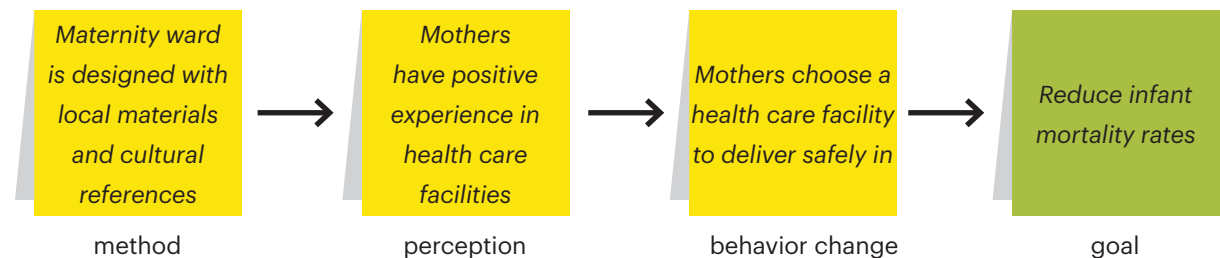 Maternity ward
is designed with
local materials
and cultural
references
Mothers
have positive
experience in
health care
facilities
Mothers choose a
health care facility
to deliver safely in
Reduce infant
mortality rates
method
perception
behavior change
goal